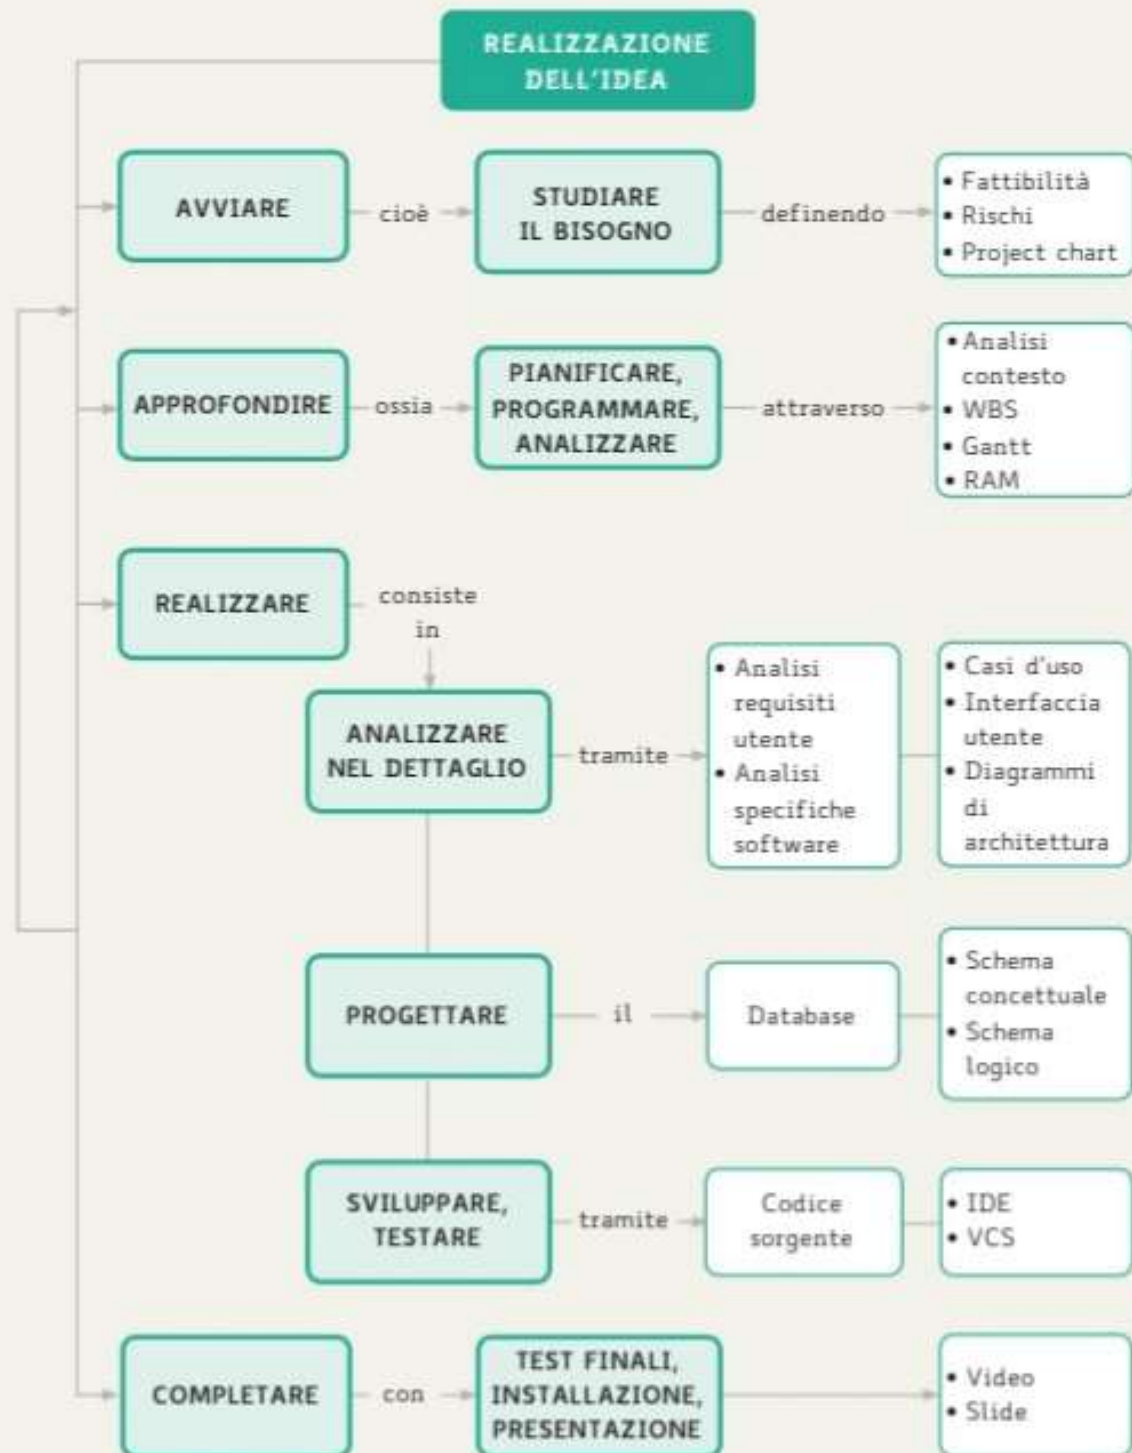 REALIZZAZIONE
DELL'IDEA
AVVIARE
cioè
STUDIARE
IL BISOGNO
definendo
• Fattibilità
• Rischi
• Project chart
APPROFONDIRE
ossia
PIANIFICARE,
PROGRAMMARE,
ANALIZZARE
attraverso
• Analisi
contesto
• WBS
• Gantt
• RAM
REALIZZARE
consiste
in
ANALIZZARE
NEL DETTAGLIO
tramite
• Analisi
requisiti
utente
• Analisi
specifiche
software
• Casi d'uso
• Interfaccia
utente
• Diagrammi
di
architettura
PROGETTARE
il
Database
• Schema
concettuale
• Schema
logico
SVILUPPARE,
TESTARE
tramite
Codice
sorgente
• IDE
• VCS
COMPLETARE
con
TEST FINALI,
INSTALLAZIONE,
PRESENTAZIONE
• Video
• Slide